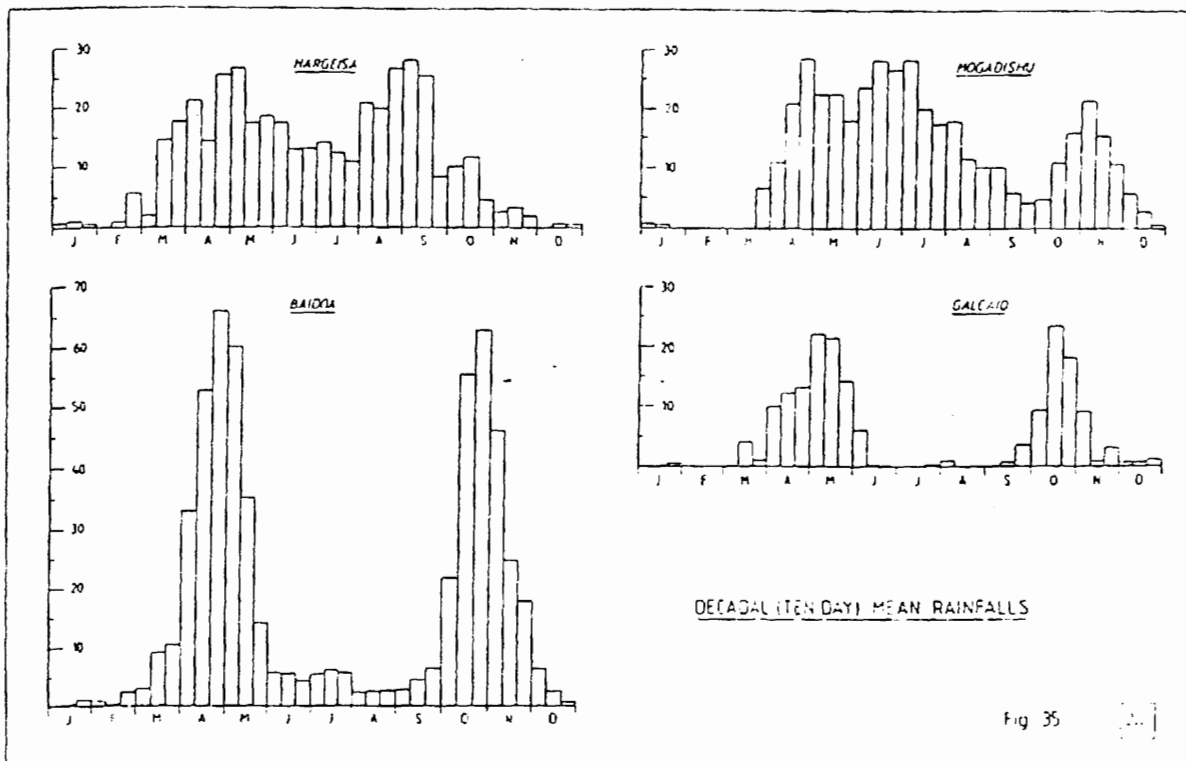 HARGEISA
30
20
10
J F M A M J J A S O N D
MOGADISHU
30
20
10
J F M A M J J A S O N D
BAIDOA
70
60
50
40
30
20
10
J F M A M J J A S O N D
GALCAIO
30
20
10
J F M A M J J A S O N D
DECADAL (TEN DAY) MEAN RAINFALLS
Fig 35